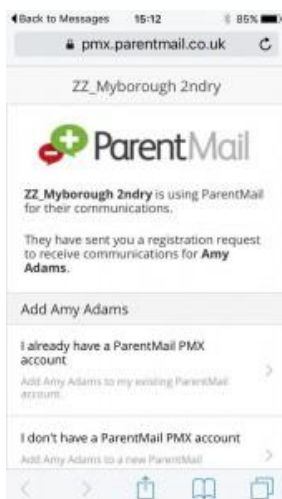 Back to Messages 15:12 85%
pmx.parentmail.co.uk
ZZ_Myborough 2ndry
ParentMail
ZZ_Myborough 2ndry is using ParentMail
for their communications.
They have sent you a registration request
to receive communications for Amy
Adams.
Add Amy Adams
I already have a ParentMail PMX
account
Add Amy Adams to my existing ParentMail
account.
I don't have a ParentMail PMX account
Add Amy Adams to a new ParentMail